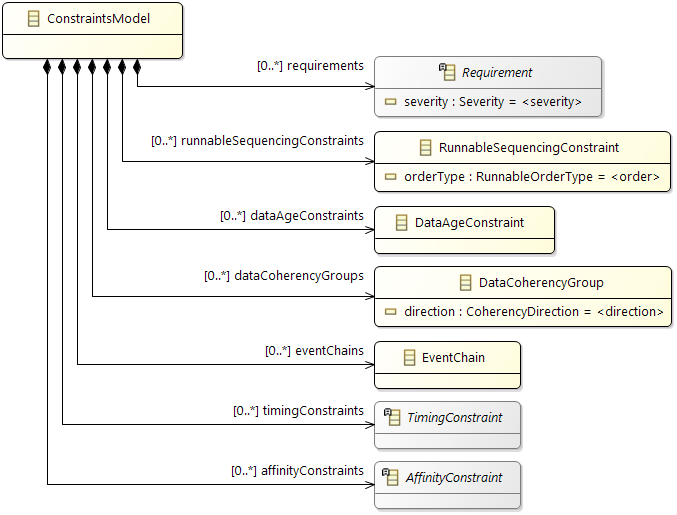 ConstraintsModel
[0..*] requirements
Requirement
severity : Severity = <severity>
[0..*] runnableSequencingConstraints
RunnableSequencingConstraint
orderType : RunnableOrderType = <order>
[0..*] dataAgeConstraints
DataAgeConstraint
[0..*] dataCoherencyGroups
DataCoherencyGroup
direction : CoherencyDirection = <direction>
[0..*] eventChains
EventChain
[0..*] timingConstraints
TimingConstraint
[0..*] affinityConstraints
AffinityConstraint